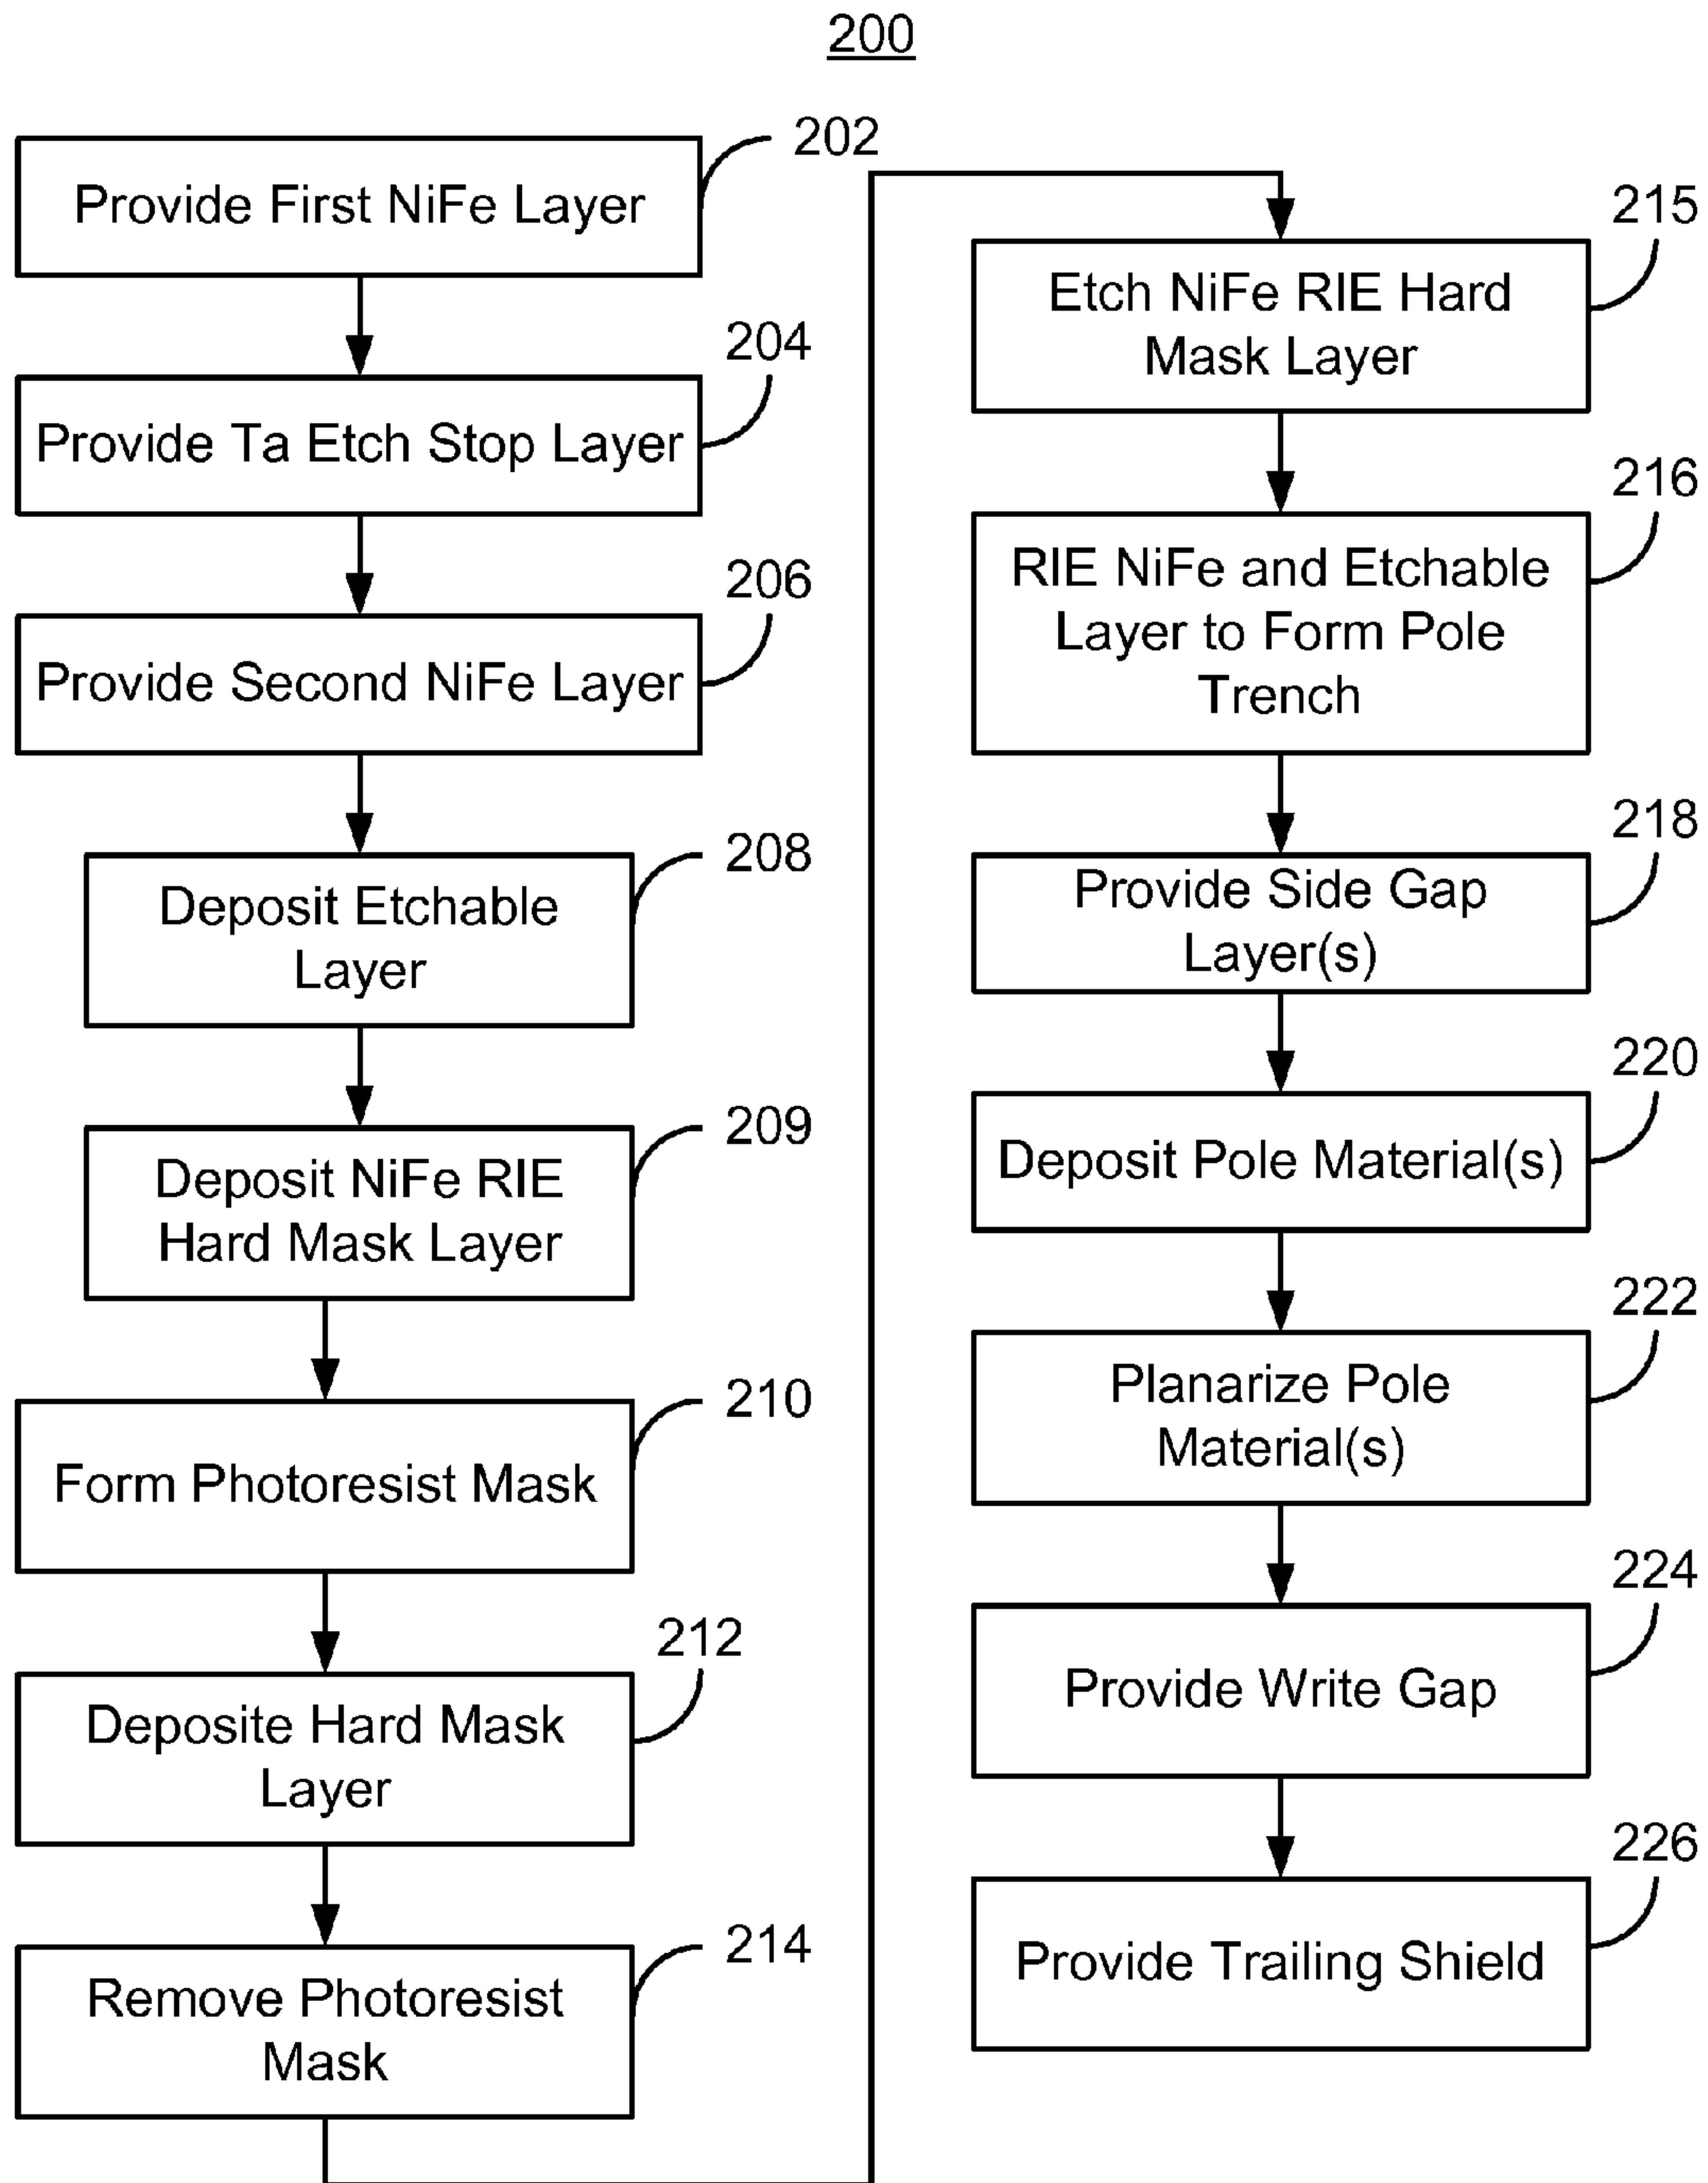 200
202
Provide First NiFe Layer
204
Provide Ta Etch Stop Layer
206
Provide Second NiFe Layer
208
Deposit Etchable
Layer
209
Deposit NiFe RIE
Hard Mask Layer
210
Form Photoresist Mask
212
Deposite Hard Mask
Layer
214
Remove Photoresist
Mask
215
Etch NiFe RIE Hard
Mask Layer
216
RIE NiFe and Etchable
Layer to Form Pole
Trench
218
Provide Side Gap
Layer(s)
220
Deposit Pole Material(s)
222
Planarize Pole
Material(s)
224
Provide Write Gap
226
Provide Trailing Shield